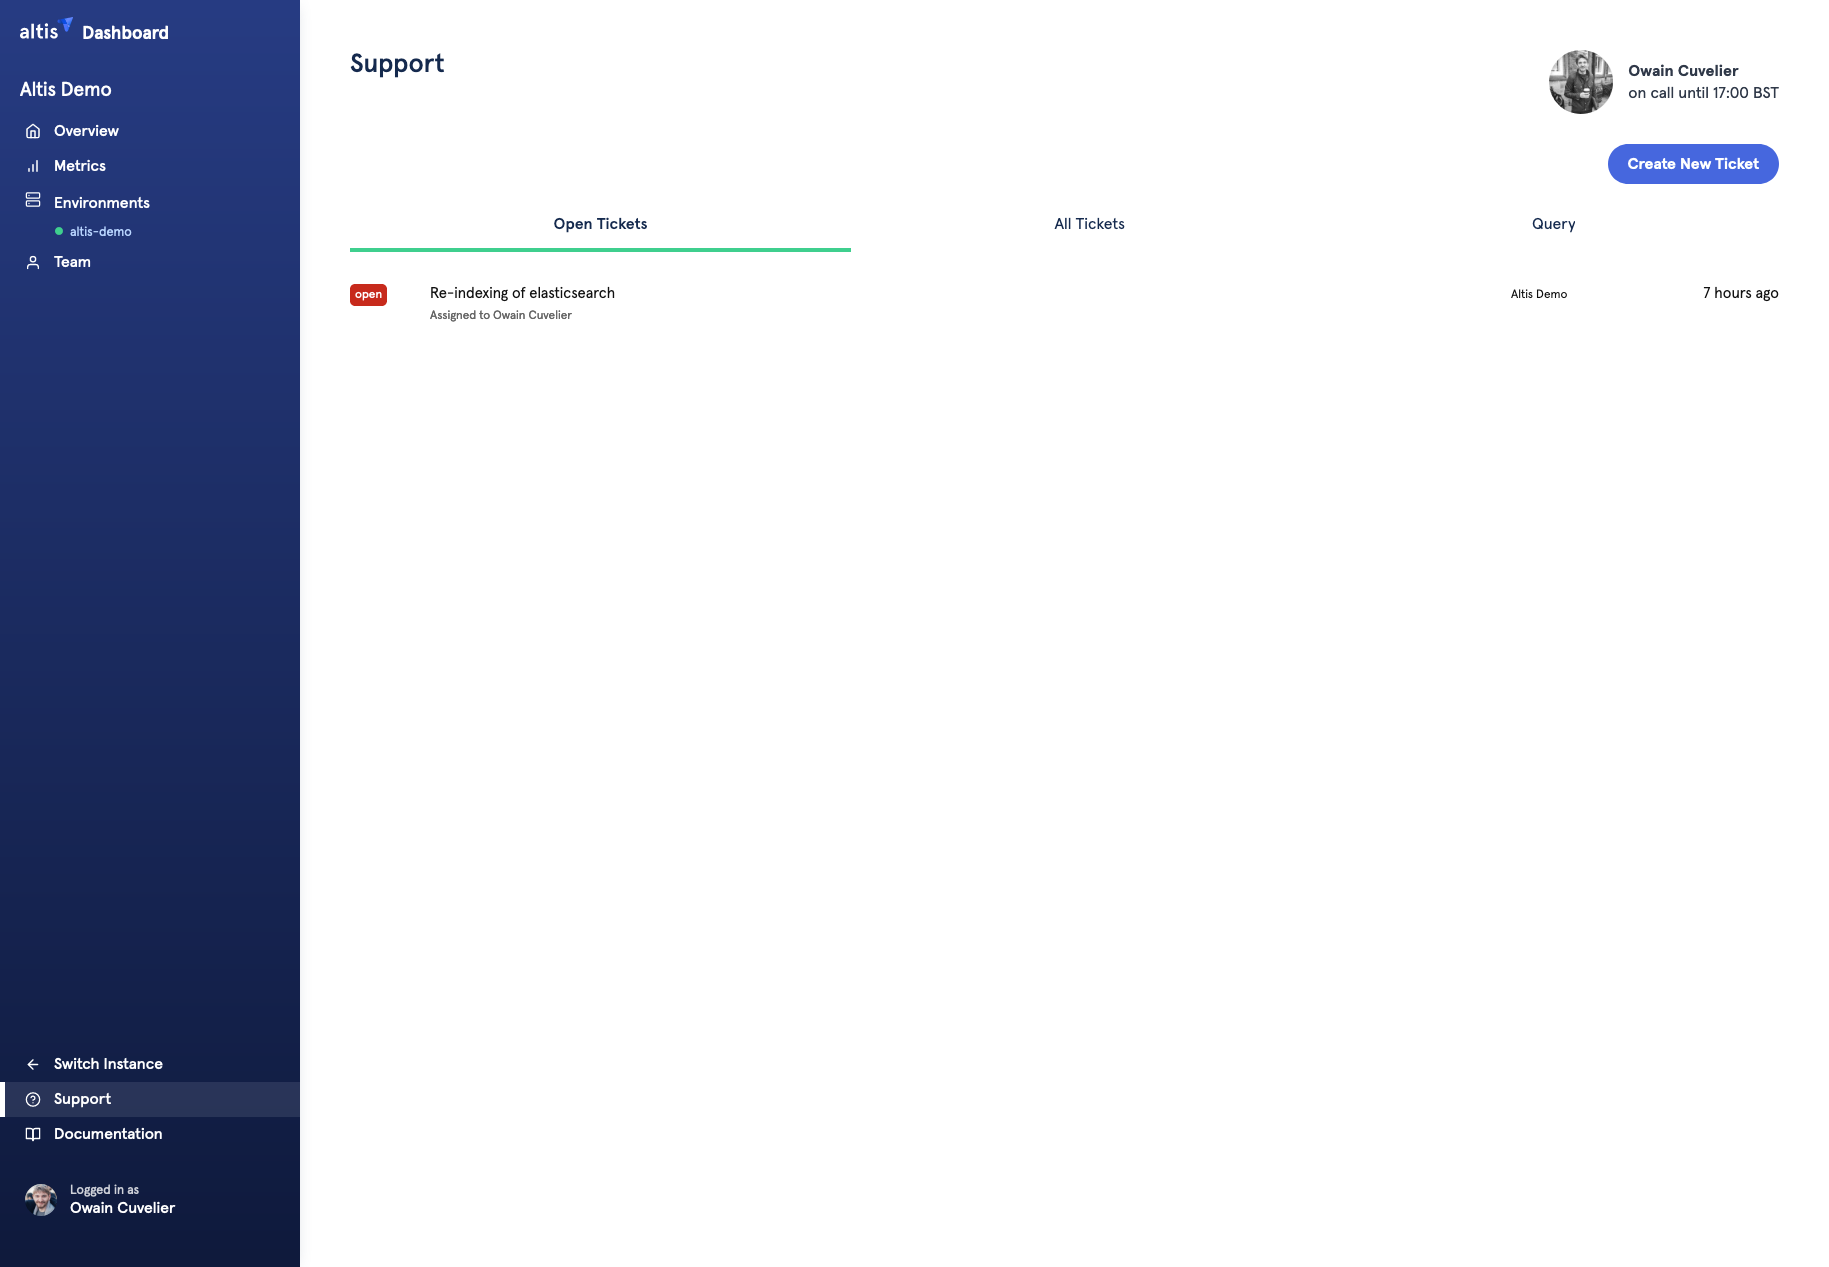 altis Dashboard
Altis Demo
Overview
Metrics
Environments
altis-demo
Team
Switch Instance
Support
Documentation
Logged in as
Owain Cuvelier
Support
Owain Cuvelier
on call until 17:00 BST
Create New Ticket
Open Tickets All Tickets Query
open Re-indexing of elasticsearch Altis Demo 7 hours ago
Assigned to Owain Cuvelier